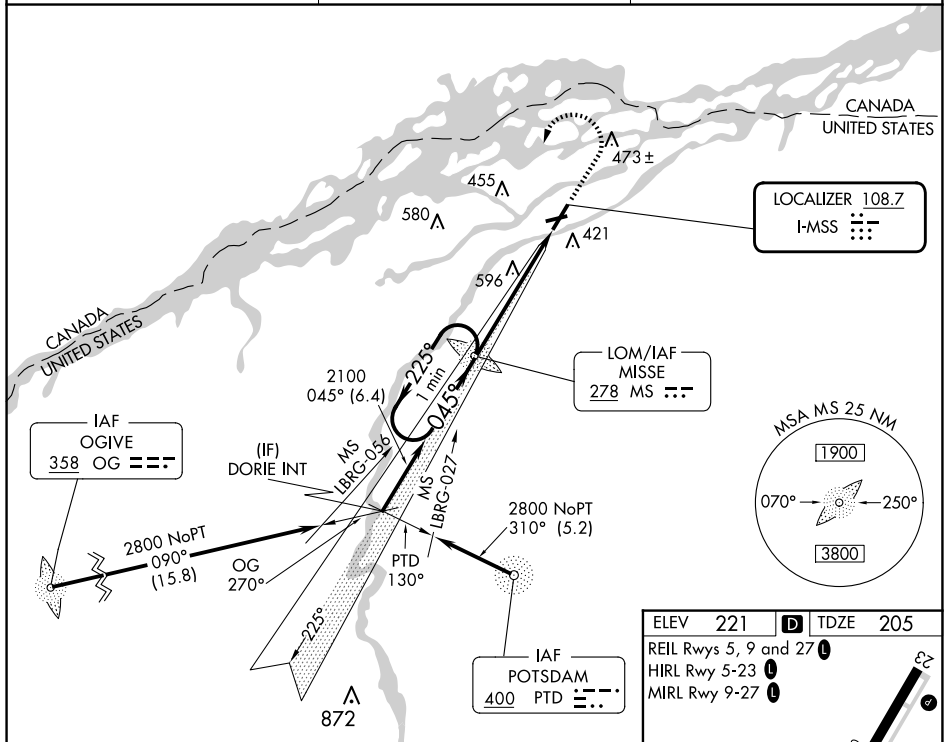 CANADA
UNITED STATES
473±
455
580
LOCALIZER 108.7
I-MSS
421
596
CANADA
UNITED STATES
225°
1 min
045°
LOM/IAF
MISSE
278 MS
2100
045° (6.4)
IAF
OGIVE
358 OG
(IF)
DORIE INT
MS
LBRG-056
MS
LBRG-027
MSA MS 25 NM
1900
070°
250°
3800
2800 NoPT
090°
(15.8)
OG
270°
PTD
130°
2800 NoPT
310° (5.2)
225°
872
IAF
POTSDAM
400 PTD
ELEV 221 D TDZE 205
REIL Rwys 5, 9 and 27 L
HIRL Rwy 5-23 L
MIRL Rwy 9-27 L
23